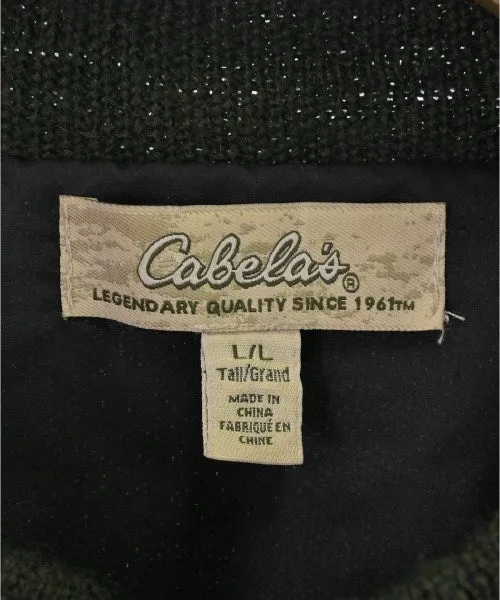 Cabela's®
LEGENDARY QUALITY SINCE 1961™
L/L
Tall/Grand
MADE IN
CHINA
FABRIQUÉ EN
CHINE